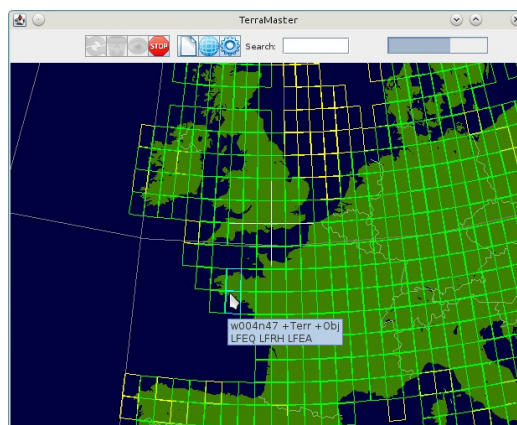 TerraMaster
STOP
Search:
w004n47 +Terr +Obj
LFEQ LFRH LFEA